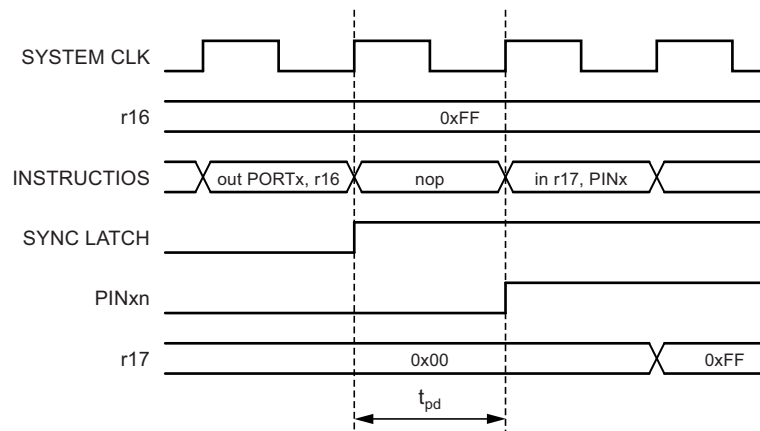 SYSTEM CLK
r16 0xFF
INSTRUCTIOS out PORTx, r16 nop in r17, PINx
SYNC LATCH
PINxn
r17 0x00 0xFF
tpd